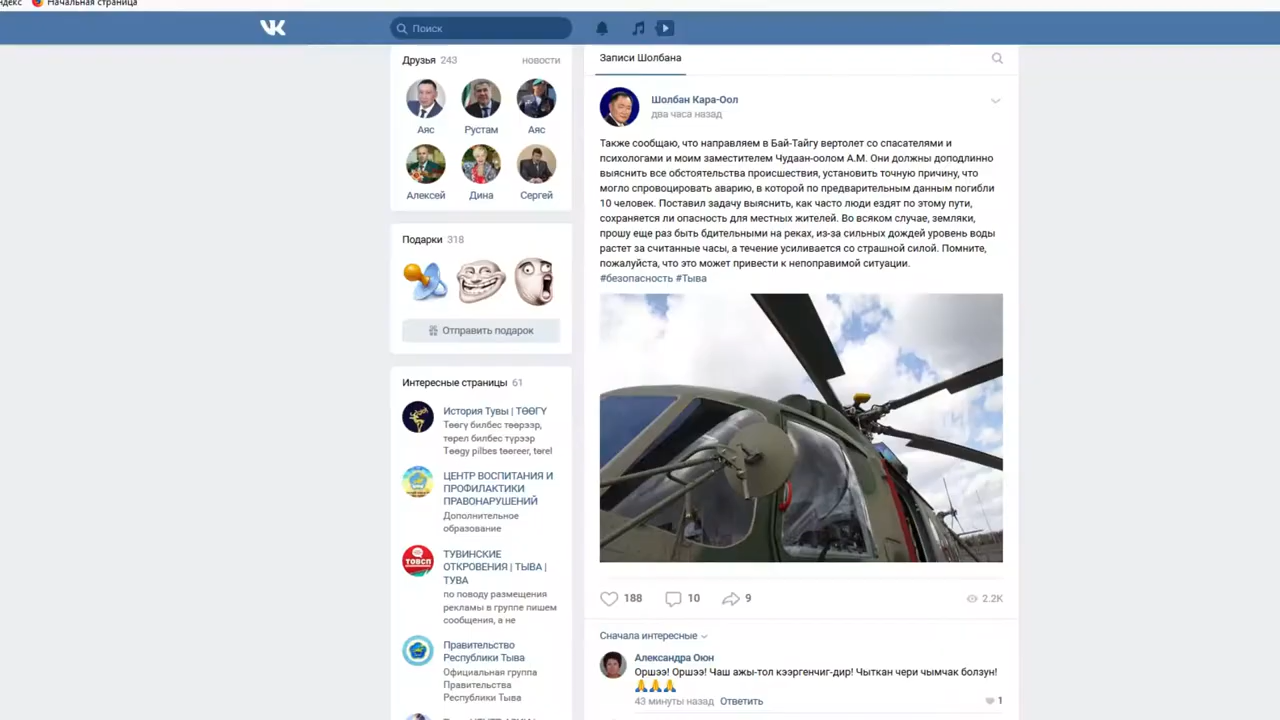 ндекс Начальная страница
VK Поиск
Друзья 243 новости
Аяс Рустам Аяс
Алексей Дина Сергей
Подарки 318
Отправить подарок
Интересные страницы 61
История Тувы | ТӨӨГҮ
Төөгү билбес төөрээр,
төрел билбес түрээр
Tөөgy pilbes tөөreer, tөrel
ЦЕНТР ВОСПИТАНИЯ И
ПРОФИЛАКТИКИ
ПРАВОНАРУШЕНИЙ
Дополнительное
образование
ТОВСП
ТУВИНСКИЕ
ОТКРОВЕНИЯ | ТЫВА |
ТУВА
по поводу размещения
рекламы в группе пишем
сообщения, а не
Правительство
Республики Тыва
Официальная группа
Правительства
Республики Тыва
Записи Шолбана
Шолбан Кара-Оол
два часа назад
Также сообщаю, что направляем в Бай-Тайгу вертолет со спасателями и
психологами и моим заместителем Чудаан-оолом А.М. Они должны доподлинно
выяснить все обстоятельства происшествия, установить точную причину, что
могло спровоцировать аварию, в которой по предварительным данным погибли
10 человек. Поставил задачу выяснить, как часто люди ездят по этому пути,
сохраняется ли опасность для местных жителей. Во всяком случае, земляки,
прошу еще раз быть бдительными на реках, из-за сильных дождей уровень воды
растет за считанные часы, а течение усиливается со страшной силой. Помните,
пожалуйста, что это может привести к непоправимой ситуации.
#безопасность #Тыва
188 10 9 2.2K
Сначала интересные
Александра Оюн
Оршээ! Оршээ! Чаш ажы-тол кээргенчиг-дир! Чыткан чери чымчак болзун!
🙏🙏🙏
43 минуты назад Ответить 1